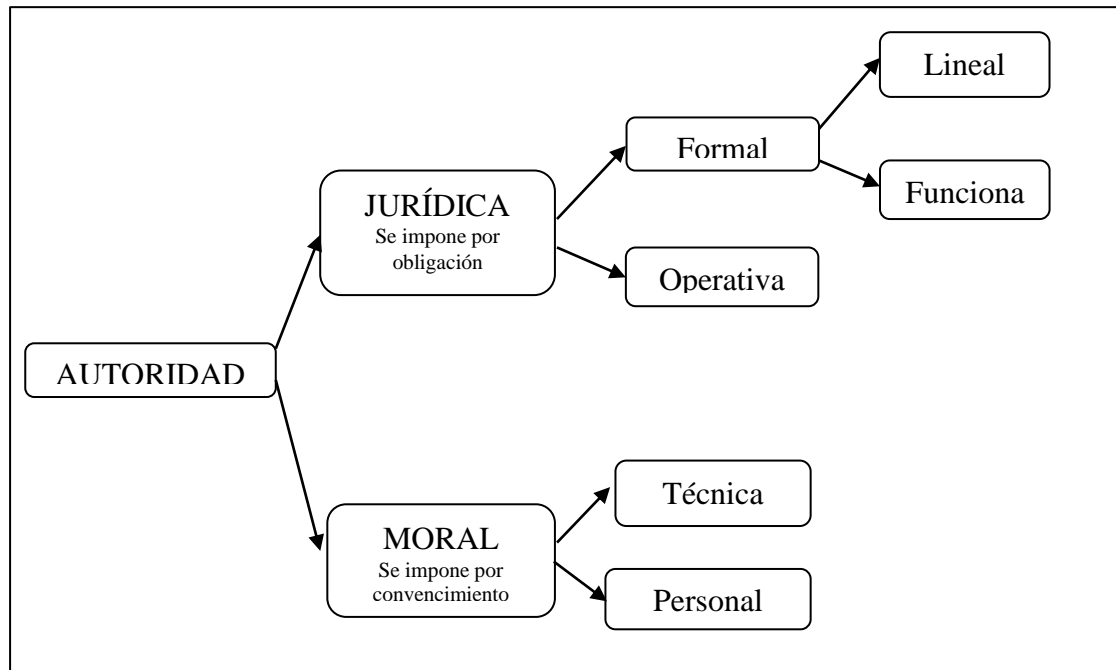 Lineal
Formal
Funciona
JURÍDICA
Se impone por
obligación
Operativa
AUTORIDAD
Técnica
MORAL
Se impone por
convencimiento
Personal